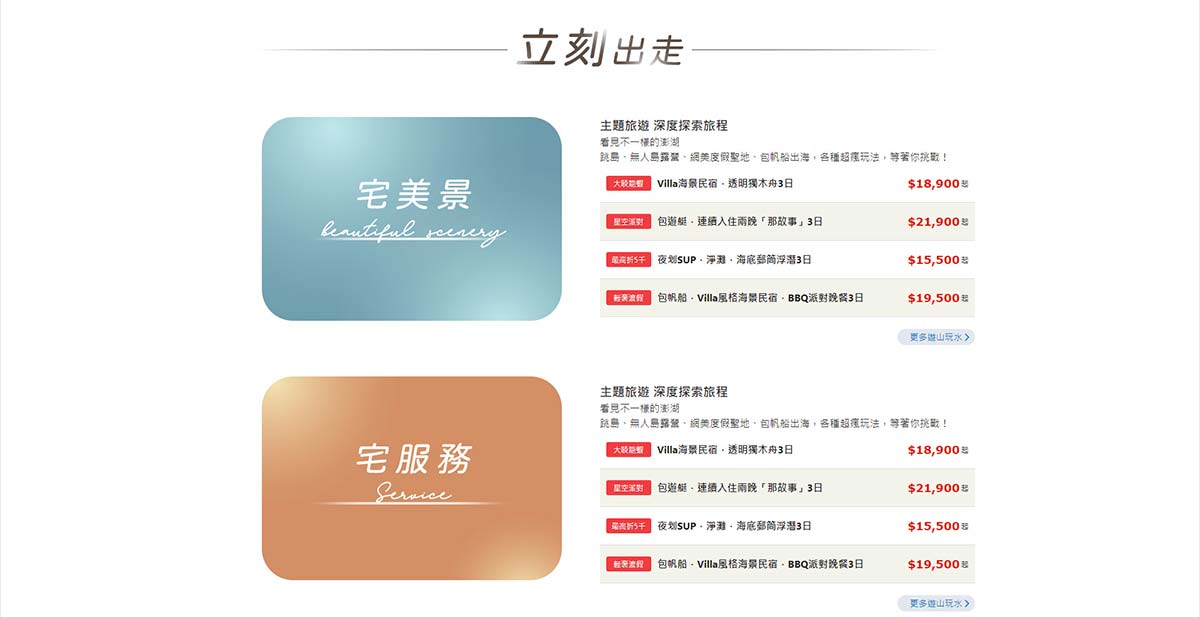 立刻出走
宅美景
beautiful scenery
主題旅遊 深度探索旅程
看見不一樣的澎湖
跳島、無人島露營、網美度假聖地、包帆船出海，各種超瘋玩法，等著你挑戰！
大啖龍蝦 Villa海景民宿．透明獨木舟3日 $18,900起
星空派對 包遊艇．連續入住兩晚「那故事」3日 $21,900起
最高折5千 夜划SUP．淨灘．海底郵筒浮潛3日 $15,500起
輕奢渡假 包帆船．Villa風格海景民宿．BBQ派對晚餐3日 $19,500起
更多遊山玩水
宅服務
Service
主題旅遊 深度探索旅程
看見不一樣的澎湖
跳島、無人島露營、網美度假聖地、包帆船出海，各種超瘋玩法，等著你挑戰！
大啖龍蝦 Villa海景民宿．透明獨木舟3日 $18,900起
星空派對 包遊艇．連續入住兩晚「那故事」3日 $21,900起
最高折5千 夜划SUP．淨灘．海底郵筒浮潛3日 $15,500起
輕奢渡假 包帆船．Villa風格海景民宿．BBQ派對晚餐3日 $19,500起
更多遊山玩水